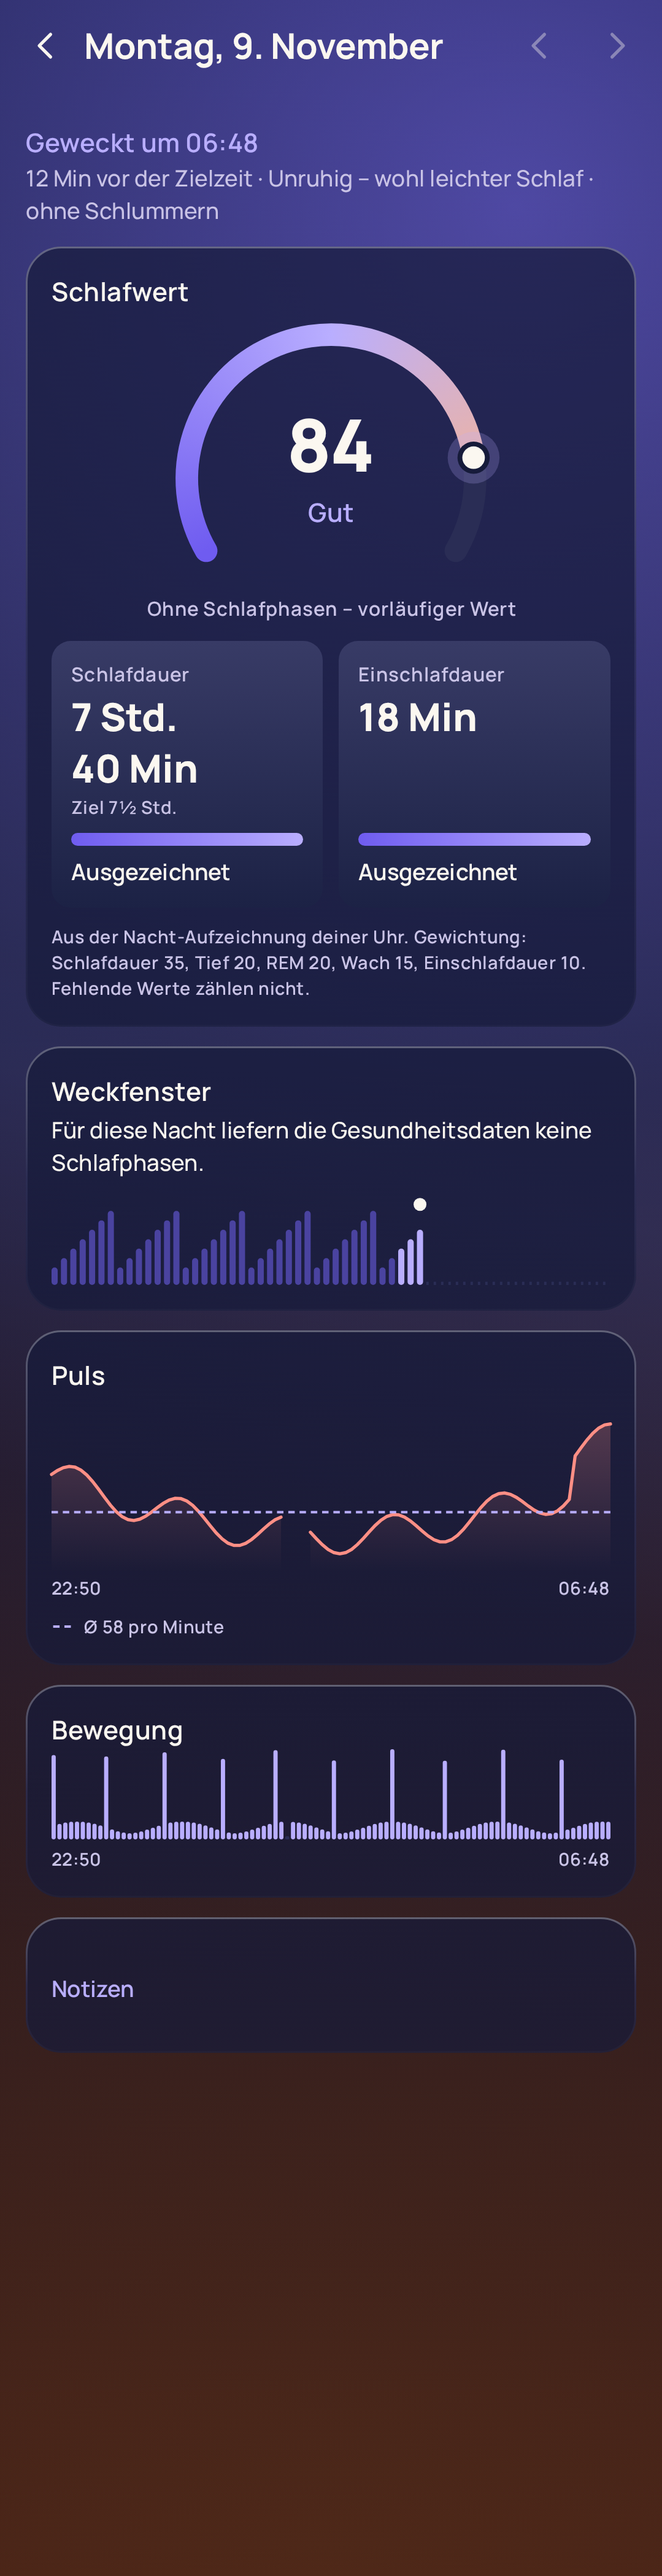 Montag, 9. November
Geweckt um 06:48
12 Min vor der Zielzeit · Unruhig – wohl leichter Schlaf ·
ohne Schlummern
Schlafwert
84
Gut
Ohne Schlafphasen – vorläufiger Wert
Schlafdauer
7 Std.
40 Min
Ziel 7½ Std.
Ausgezeichnet
Einschlafdauer
18 Min
Ausgezeichnet
Aus der Nacht-Aufzeichnung deiner Uhr. Gewichtung:
Schlafdauer 35, Tief 20, REM 20, Wach 15, Einschlafdauer 10.
Fehlende Werte zählen nicht.
Weckfenster
Für diese Nacht liefern die Gesundheitsdaten keine
Schlafphasen.
Puls
22:50 06:48
Ø 58 pro Minute
Bewegung
22:50 06:48
Notizen